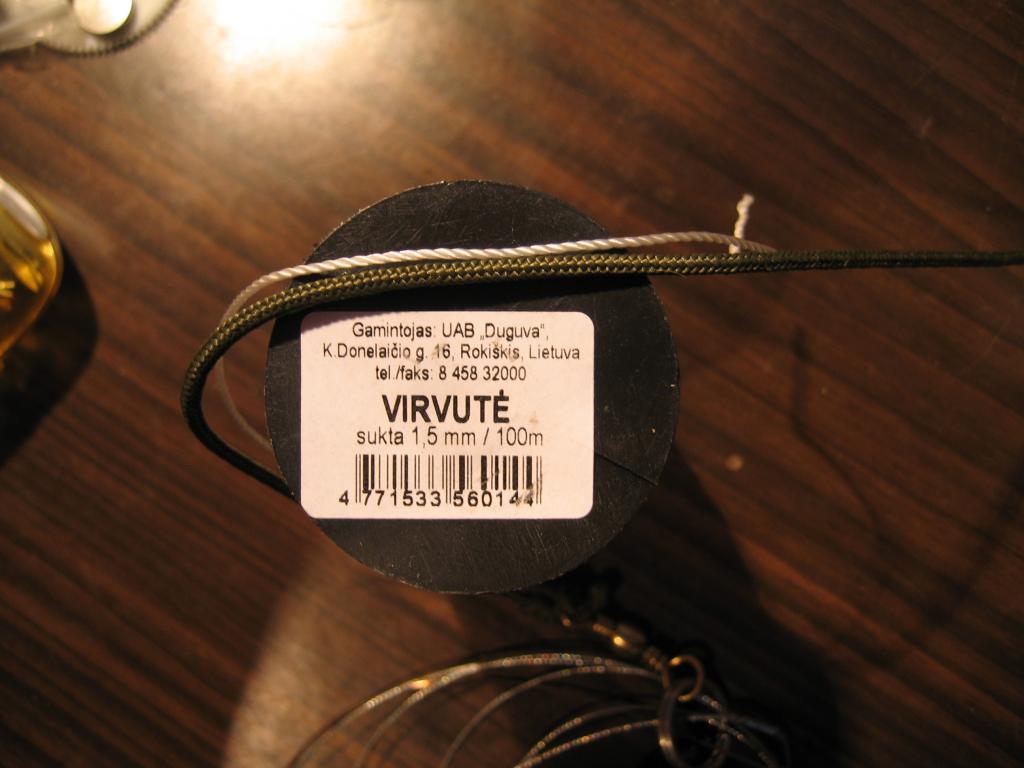 Gamintojas: UAB „Duguva",
K.Donelaičio g. 16, Rokiškis, Lietuva
tel./faks: 8 458 32000
VIRVUTĖ
sukta 1,5 mm / 100m
4 771533 560144